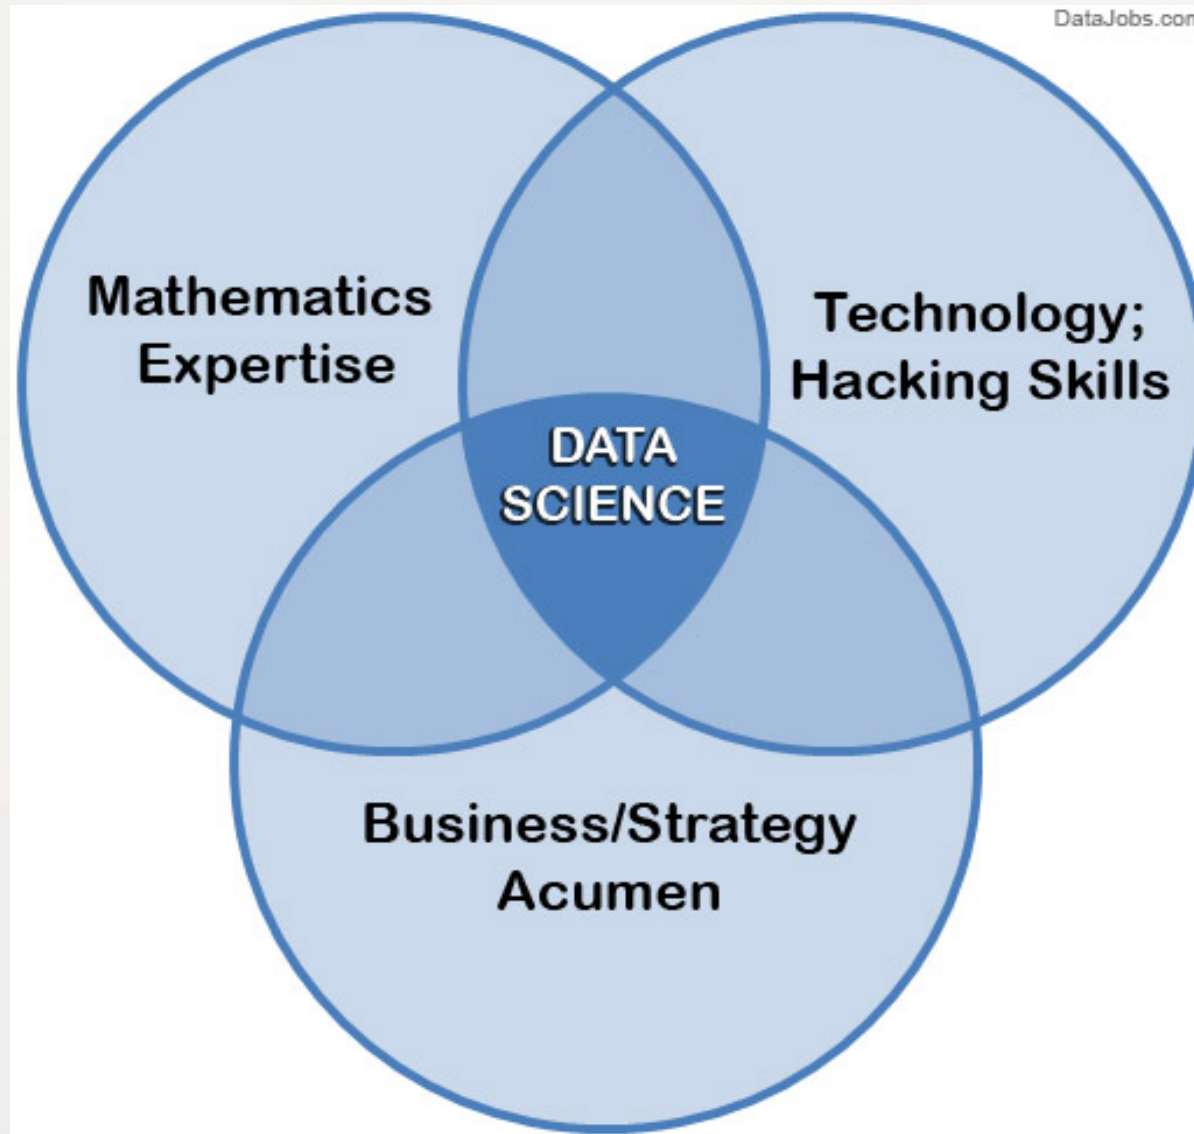 DataJobs.com
Mathematics
Expertise
Technology;
Hacking Skills
DATA
SCIENCE
Business/Strategy
Acumen